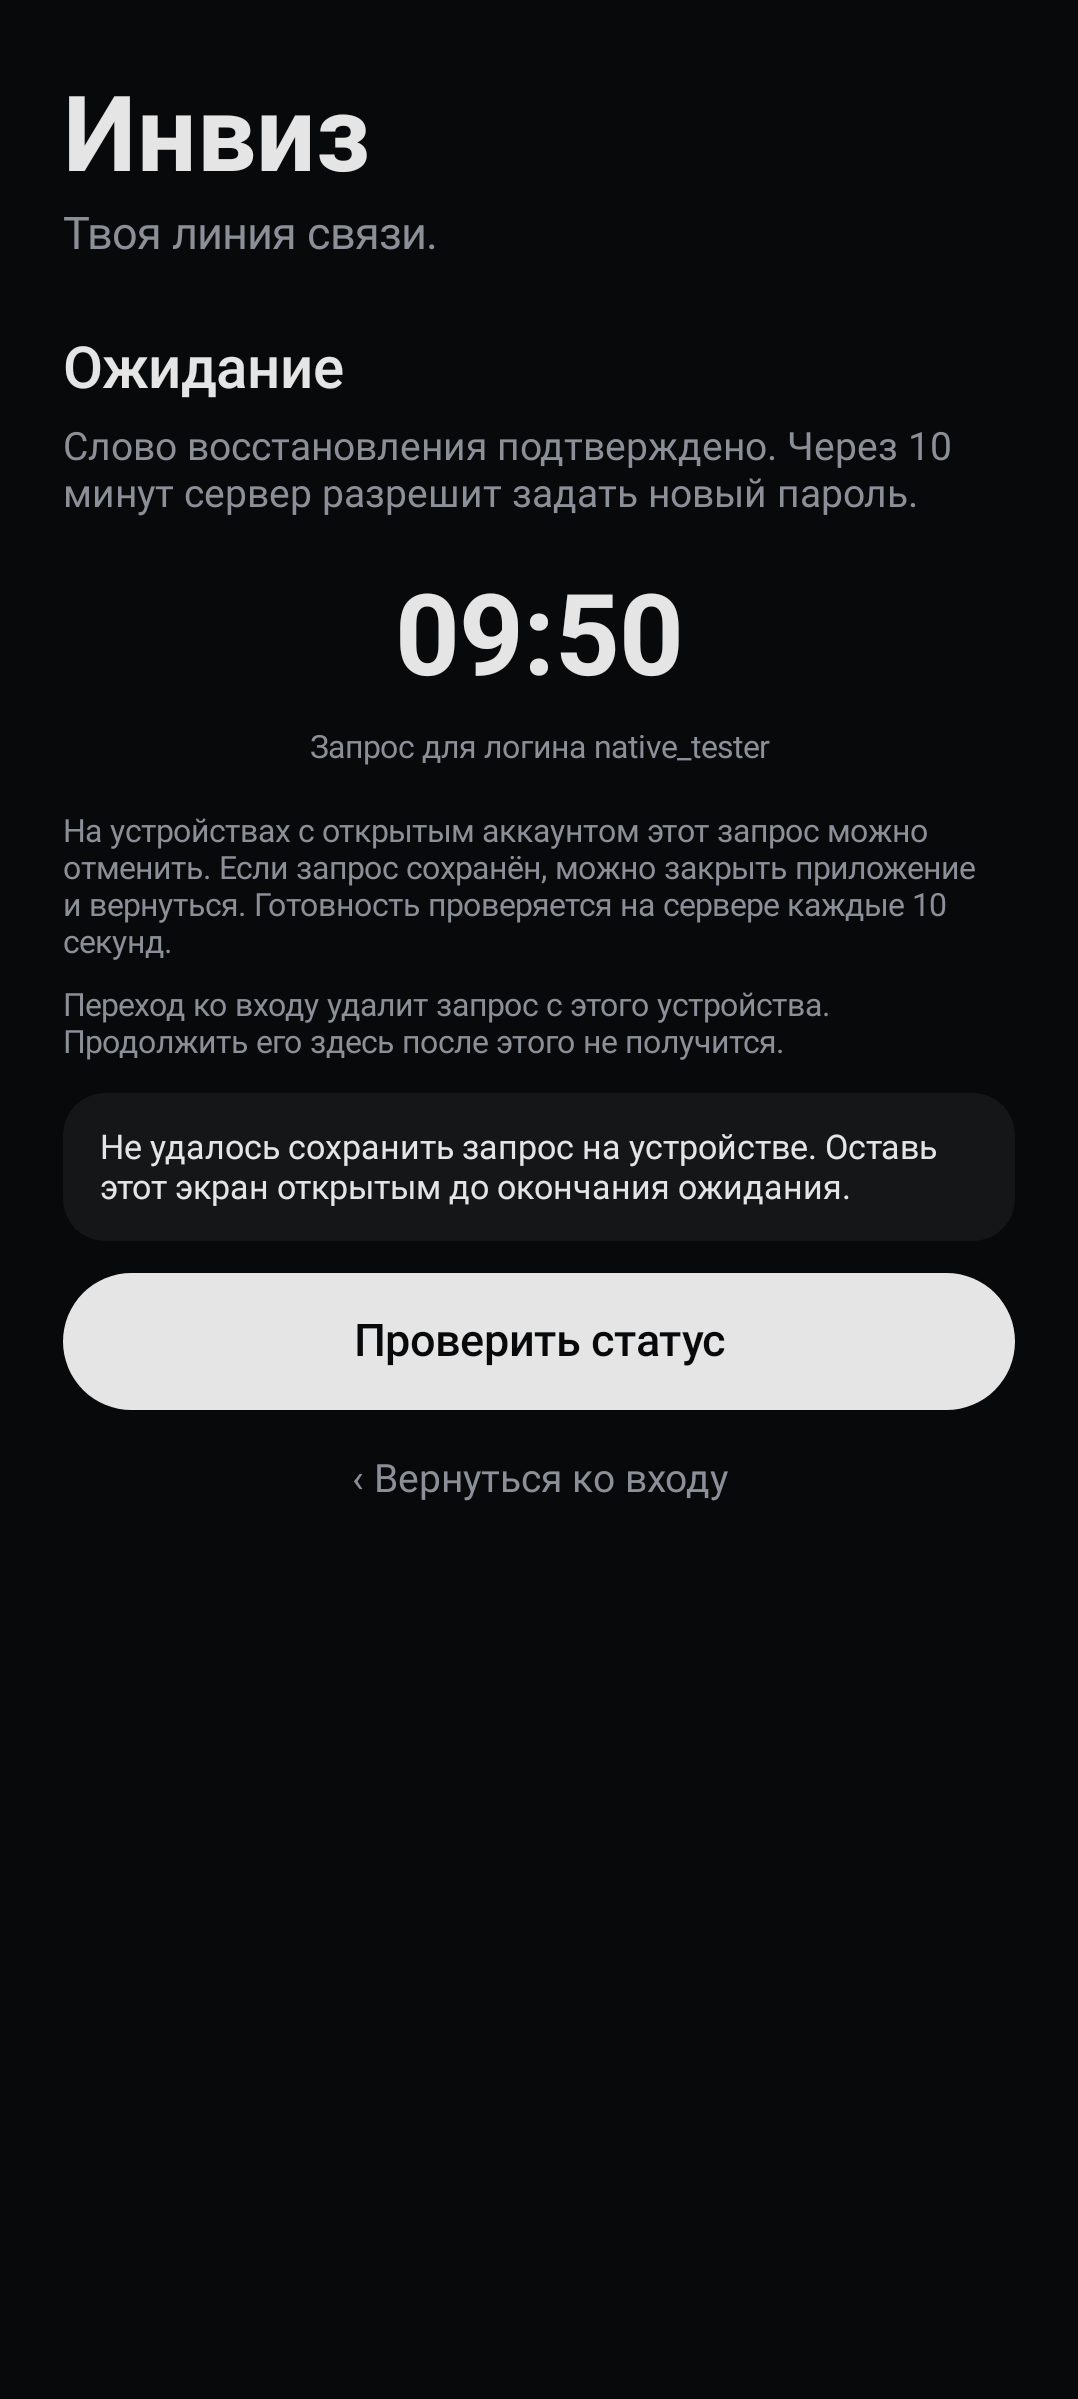 Инвиз
Твоя линия связи.
Ожидание
Слово восстановления подтверждено. Через 10
минут сервер разрешит задать новый пароль.
09:50
Запрос для логина native_tester
На устройствах с открытым аккаунтом этот запрос можно
отменить. Если запрос сохранён, можно закрыть приложение
и вернуться. Готовность проверяется на сервере каждые 10
секунд.
Переход ко входу удалит запрос с этого устройства.
Продолжить его здесь после этого не получится.
Не удалось сохранить запрос на устройстве. Оставь
этот экран открытым до окончания ожидания.
Проверить статус
‹ Вернуться ко входу